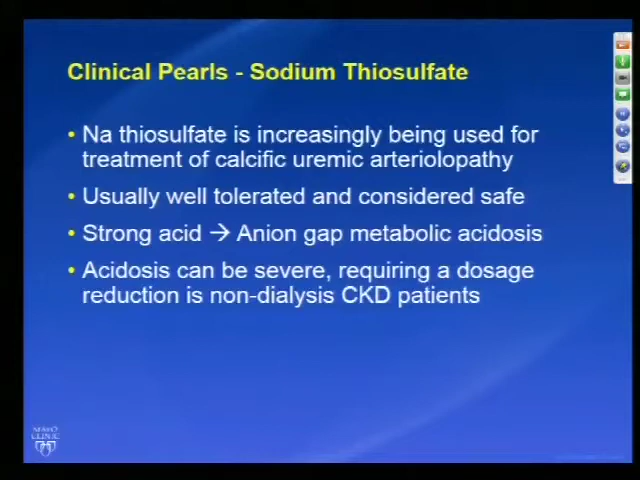 Clinical Pearls - Sodium Thiosulfate
• Na thiosulfate is increasingly being used for
treatment of calcific uremic arteriolopathy
• Usually well tolerated and considered safe
• Strong acid → Anion gap metabolic acidosis
• Acidosis can be severe, requiring a dosage
reduction is non-dialysis CKD patients
MAYO
CLINIC